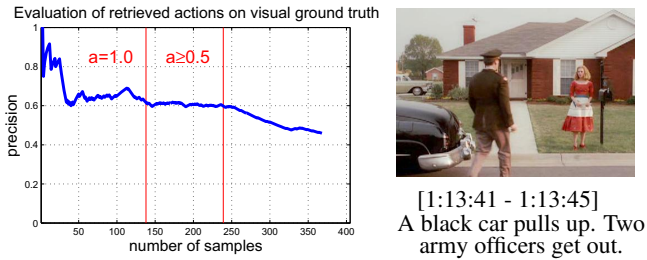 Evaluation of retrieved actions on visual ground truth
precision
1
0.8
0.6
0.4
0.2
0
a=1.0
a≥0.5
50
100
150
200
250
300
350
400
number of samples
[1:13:41 - 1:13:45]
A black car pulls up. Two
army officers get out.